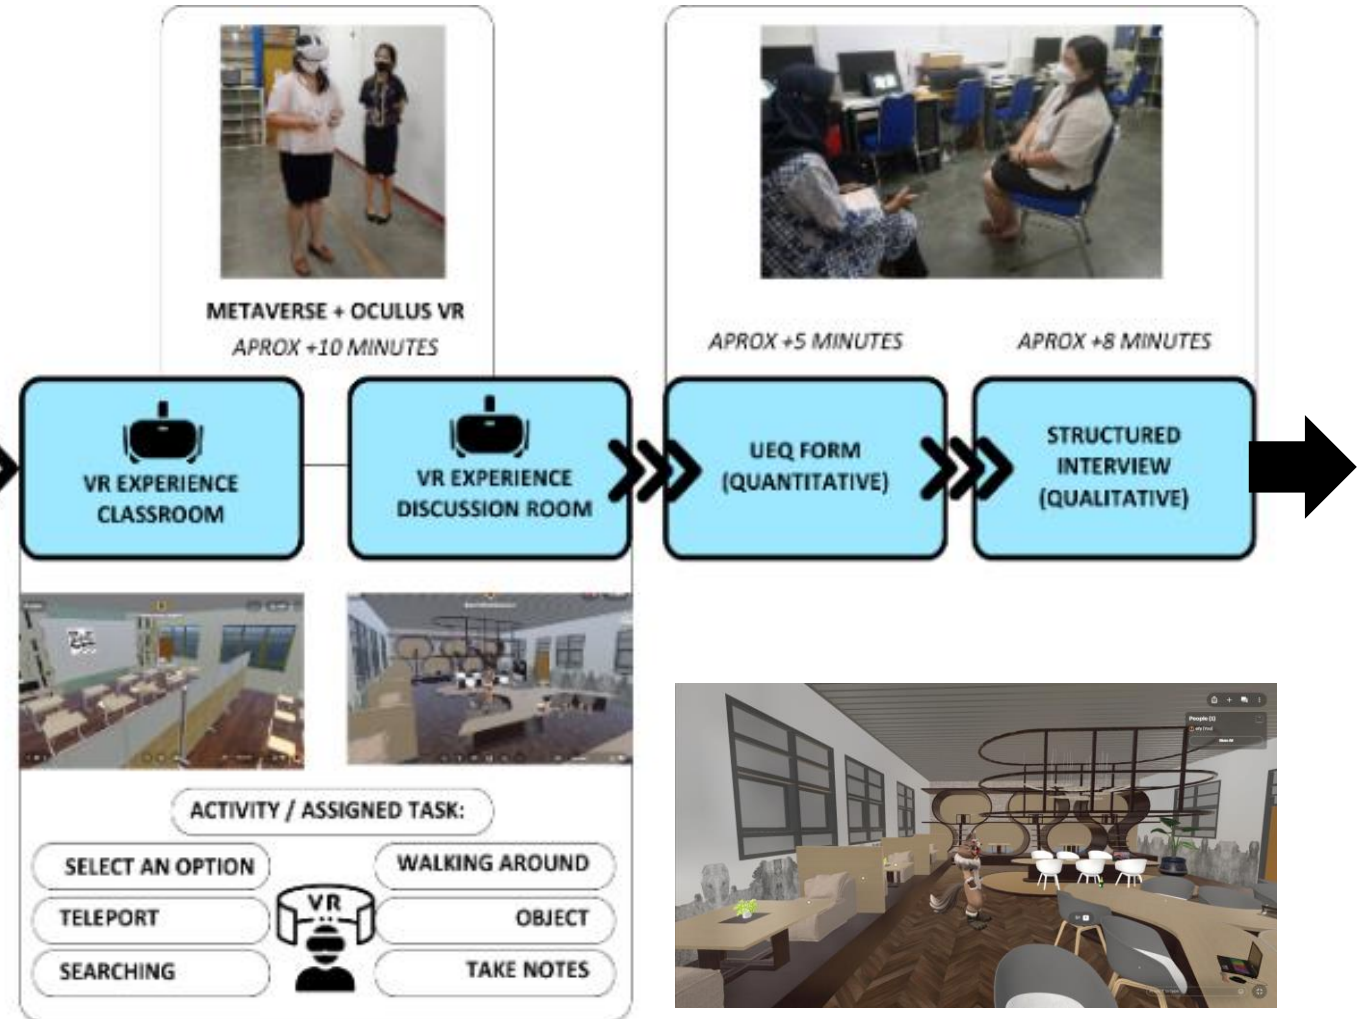 METAVERSE + OCULUS VR
APROX +10 MINUTES
APROX +5 MINUTES
APROX +8 MINUTES
VR EXPERIENCE
CLASSROOM
VR EXPERIENCE
DISCUSSION ROOM
UEQ FORM
(QUANTITATIVE)
STRUCTURED
INTERVIEW
(QUALITATIVE)
ACTIVITY / ASSIGNED TASK:
SELECT AN OPTION
WALKING AROUND
TELEPORT
VR
OBJECT
SEARCHING
TAKE NOTES
People (1)